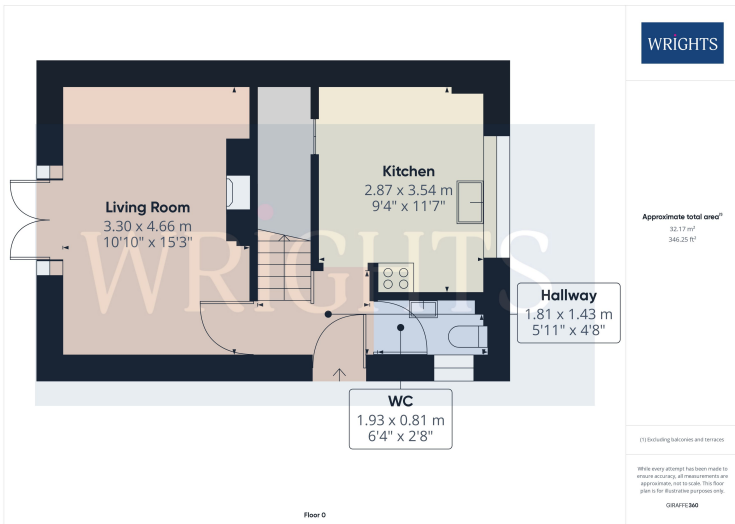 WRIGHTS
Approximate total area⁽¹⁾
32.17 m²
346.25 ft²
Living Room
3.30 x 4.66 m
10'10" x 15'3"
Kitchen
2.87 x 3.54 m
9'4" x 11'7"
WRIGHTS
Hallway
1.81 x 1.43 m
5'11" x 4'8"
WC
1.93 x 0.81 m
6'4" x 2'8"
(1) Excluding balconies and terraces
While every attempt has been made to
ensure accuracy, all measurements are
approximate, not to scale. This floor
plan is for illustrative purposes only.
GIRAFFE360
Floor 0